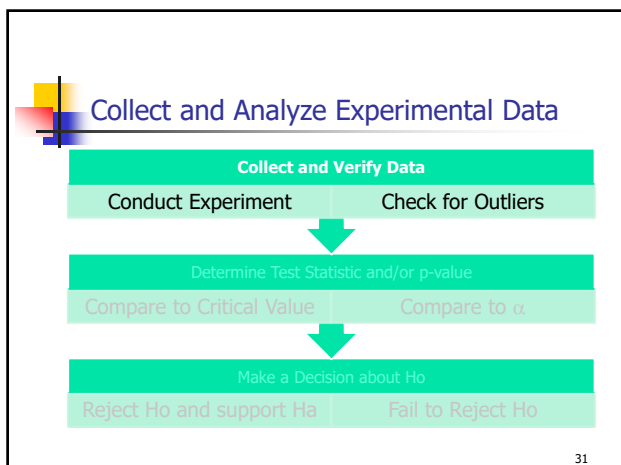 Collect and Analyze Experimental Data
Collect and Verify Data
Conduct Experiment Check for Outliers
Determine Test Statistic and/or p-value
Compare to Critical Value Compare to α
Make a Decision about Ho
Reject Ho and support Ha Fail to Reject Ho
31